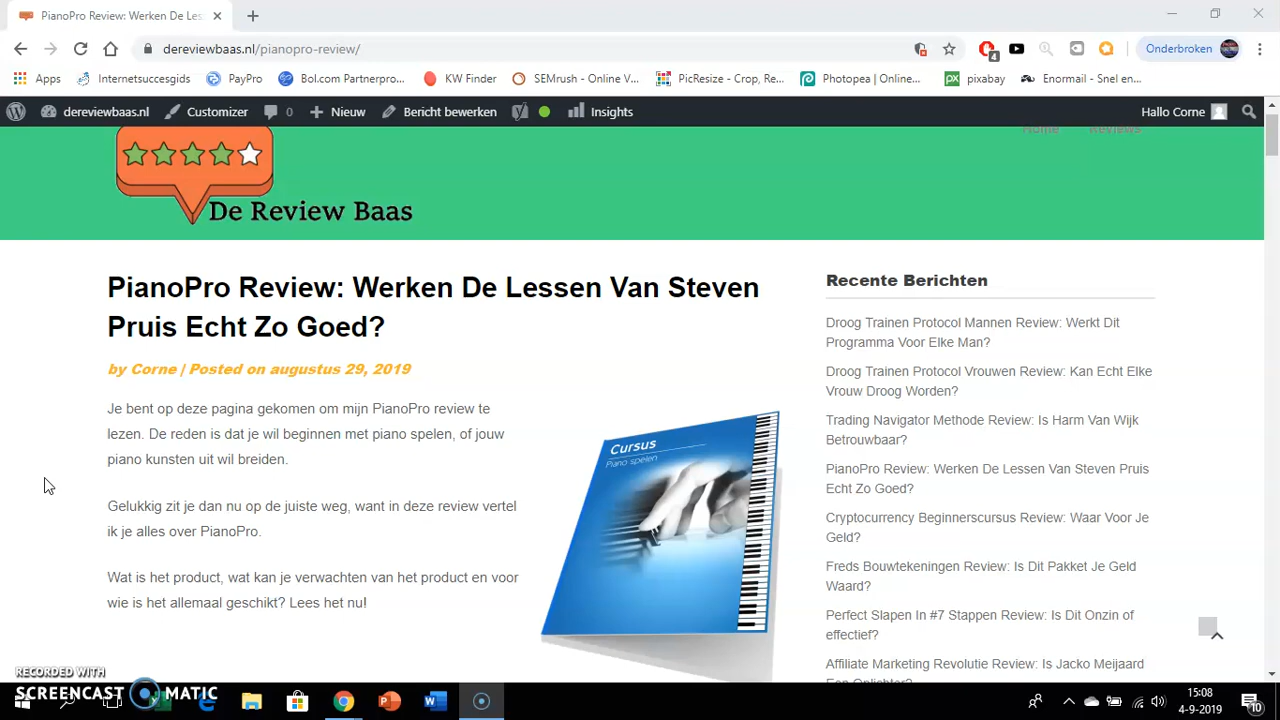 PianoPro Review: Werken De Les
dereviewbaas.nl/pianopro-review/
4
Onderbroken
Apps
Internetsuccesgids
PayPro
Bol.com Partnerpro...
KW Finder
SEMrush - Online V...
PicResize - Crop, Re...
Photopea | Online...
px
pixabay
Enormail - Snel en...
dereviewbaas.nl
Customizer
0
Nieuw
Bericht bewerken
Insights
Hallo Corne
Home
Reviews
De Review Baas
PianoPro Review: Werken De Lessen Van Steven
Pruis Echt Zo Goed?
by Corne | Posted on augustus 29, 2019
Je bent op deze pagina gekomen om mijn PianoPro review te
lezen. De reden is dat je wil beginnen met piano spelen, of jouw
piano kunsten uit wil breiden.
Gelukkig zit je dan nu op de juiste weg, want in deze review vertel
ik je alles over PianoPro.
Wat is het product, wat kan je verwachten van het product en voor
wie is het allemaal geschikt? Lees het nu!
Cursus
Piano spelen
Recente Berichten
Droog Trainen Protocol Mannen Review: Werkt Dit
Programma Voor Elke Man?
Droog Trainen Protocol Vrouwen Review: Kan Echt Elke
Vrouw Droog Worden?
Trading Navigator Methode Review: Is Harm Van Wijk
Betrouwbaar?
PianoPro Review: Werken De Lessen Van Steven Pruis
Echt Zo Goed?
Cryptocurrency Beginnerscursus Review: Waar Voor Je
Geld?
Freds Bouwtekeningen Review: Is Dit Pakket Je Geld
Waard?
Perfect Slapen In #7 Stappen Review: Is Dit Onzin of
effectief?
Affiliate Marketing Revolutie Review: Is Jacko Meijaard
Een Oplichter?
RECORDED WITH
SCREENCAST MATIC
15:08
4-9-2019
10